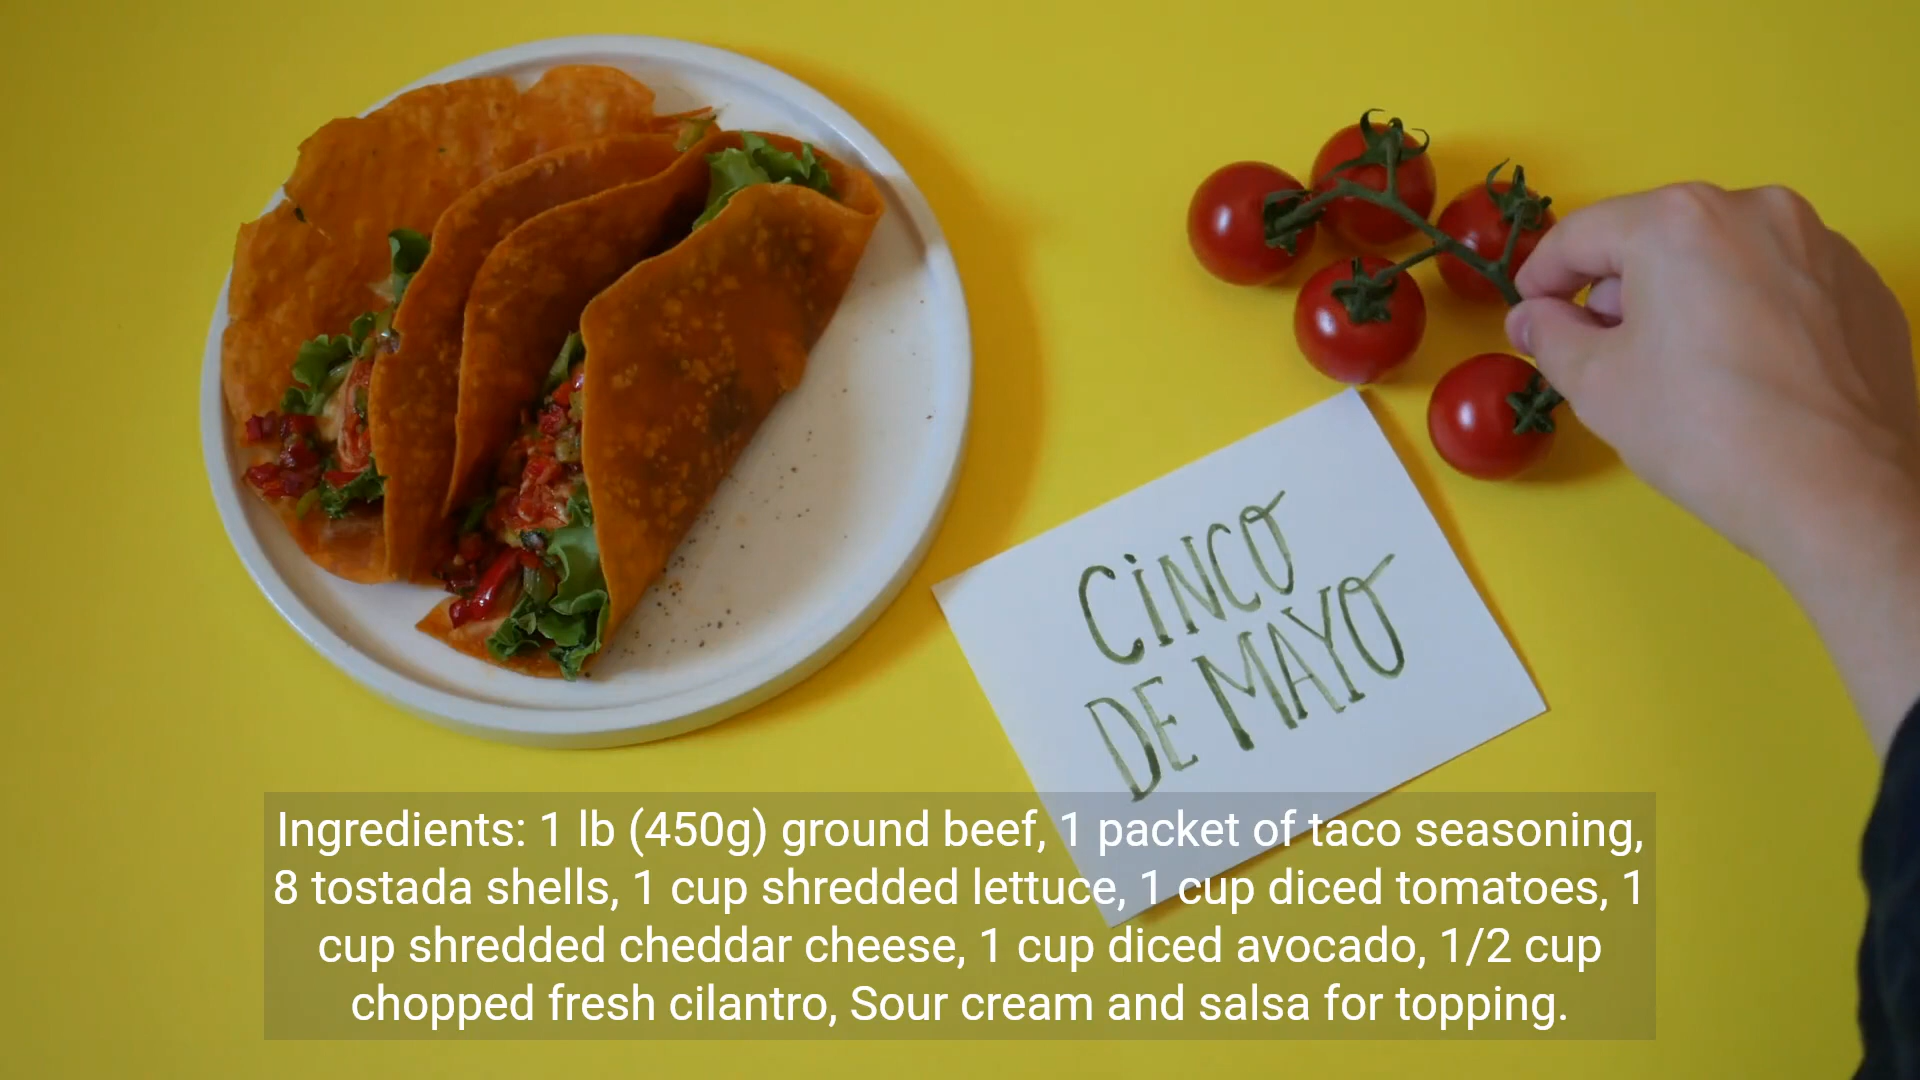 CiNCO
DE MAYO
Ingredients: 1 lb (450g) ground beef, 1 packet of taco seasoning,
8 tostada shells, 1 cup shredded lettuce, 1 cup diced tomatoes, 1
cup shredded cheddar cheese, 1 cup diced avocado, 1/2 cup
chopped fresh cilantro, Sour cream and salsa for topping.